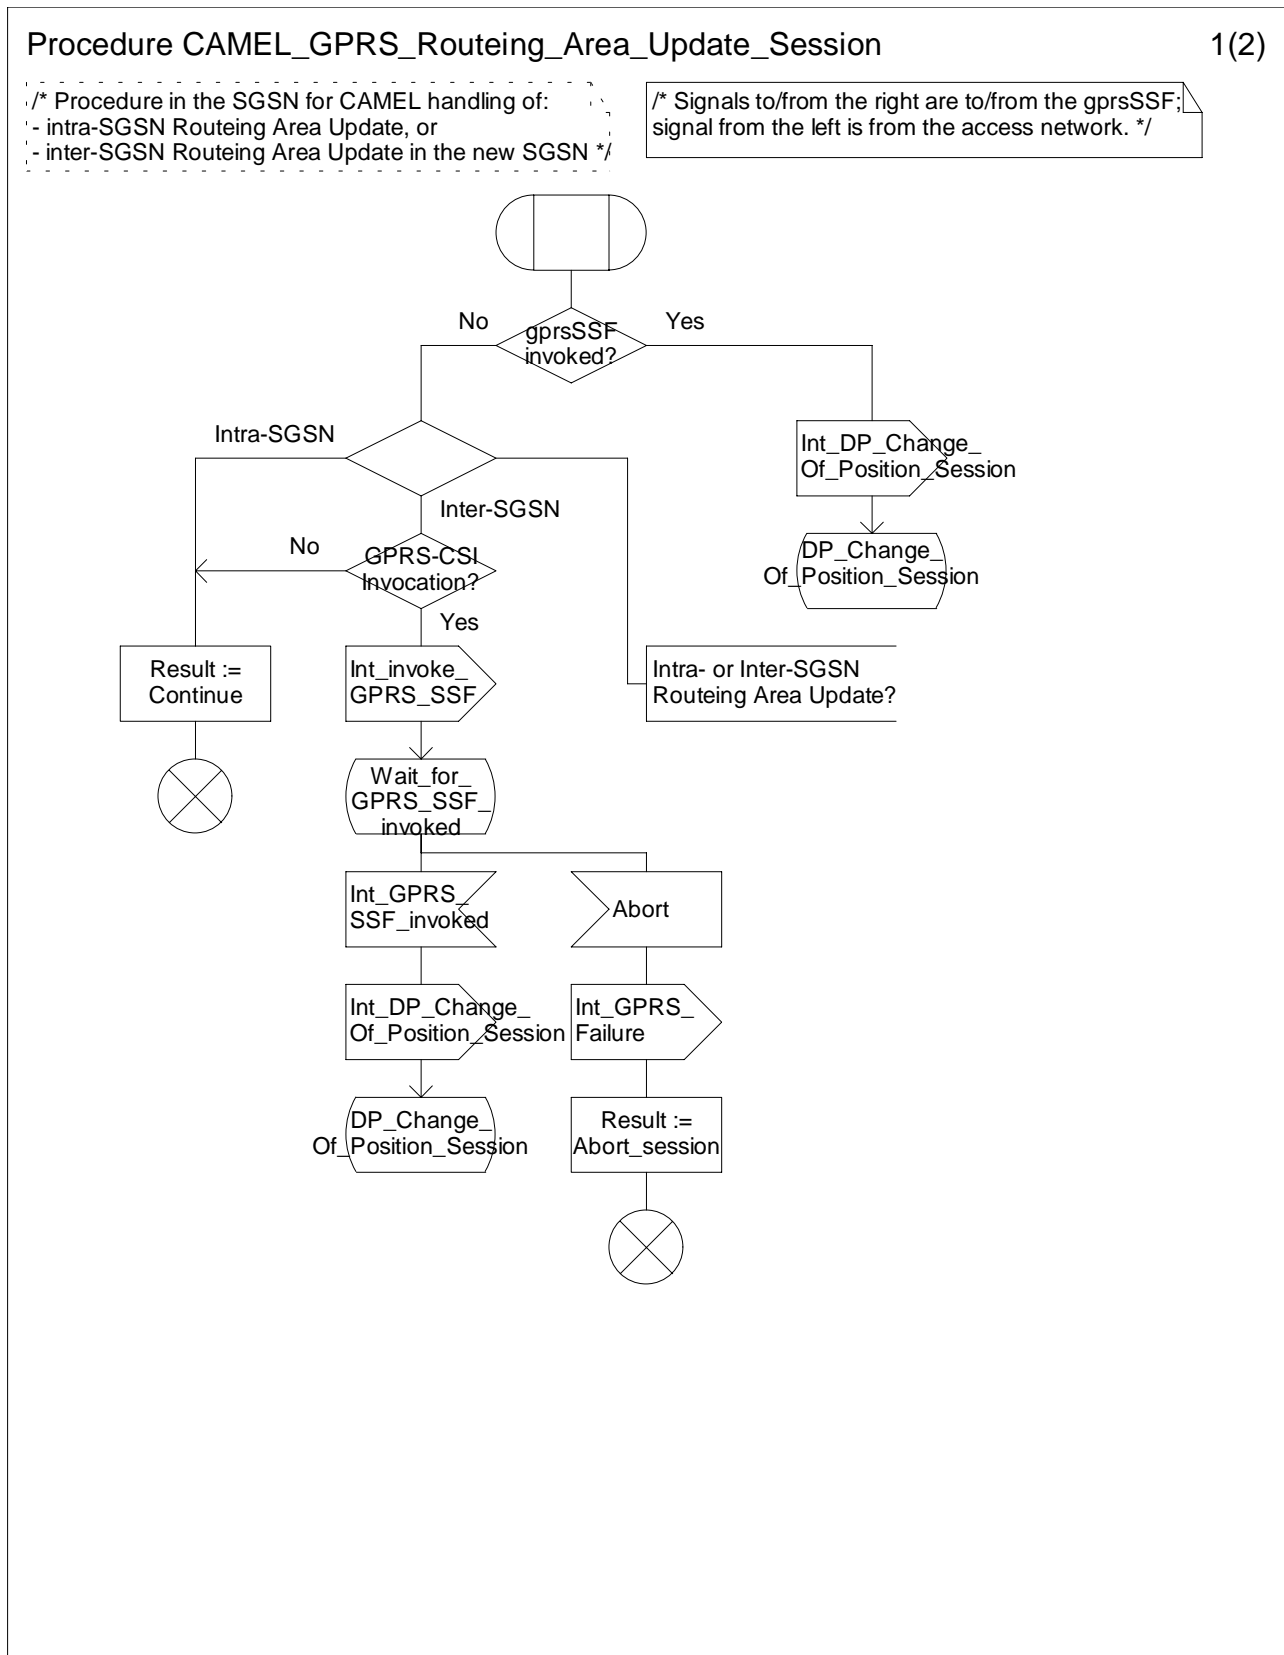 Procedure CAMEL_GPRS_Routeing_Area_Update_Session
1(2)
/* Procedure in the SGSN for CAMEL handling of:
- intra-SGSN Routeing Area Update, or
- inter-SGSN Routeing Area Update in the new SGSN */
/* Signals to/from the right are to/from the gprsSSF;
signal from the left is from the access network. */
No
gprsSSF
invoked?
Yes
Intra-SGSN
Int_DP_Change_
Of_Position_Session
Inter-SGSN
No
GPRS-CSI
Invocation?
DP_Change_
Of_Position_Session
Yes
Result :=
Continue
Int_invoke_
GPRS_SSF
Intra- or Inter-SGSN
Routeing Area Update?
Wait_for_
GPRS_SSF_
invoked
Int_GPRS_
SSF_invoked
Abort
Int_DP_Change_
Of_Position_Session
Int_GPRS_
Failure
DP_Change_
Of_Position_Session
Result :=
Abort_session